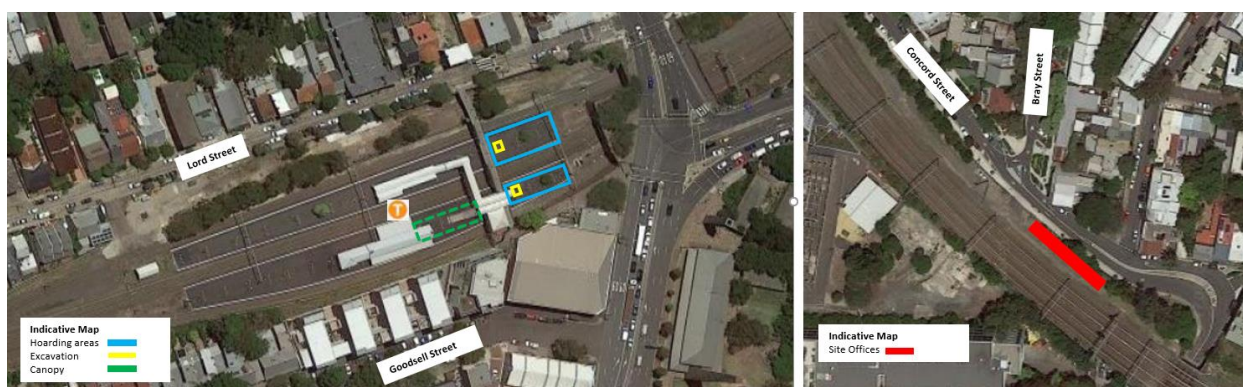 Lord Street
T
Goodsell Street
Indicative Map
Hoarding areas
Excavation
Canopy
Concord Street
Bray Street
Indicative Map
Site Offices